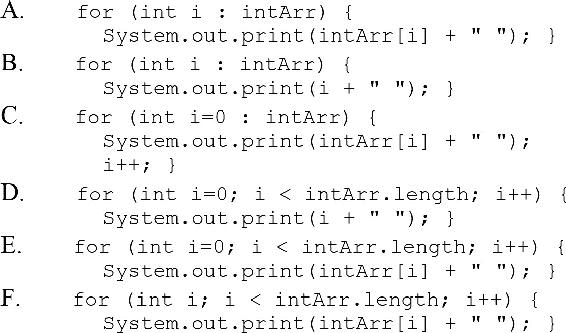 A. for (int i : intArr) {
System.out.print(intArr[i] + " "); }
B. for (int i : intArr) {
System.out.print(i + " "); }
C. for (int i=0 : intArr) {
System.out.print(intArr[i] + " ");
i++; }
D. for (int i=0; i < intArr.length; i++) {
System.out.print(i + " "); }
E. for (int i=0; i < intArr.length; i++) {
System.out.print(intArr[i] + " "); }
F. for (int i; i < intArr.length; i++) {
System.out.print(intArr[i] + " "); }